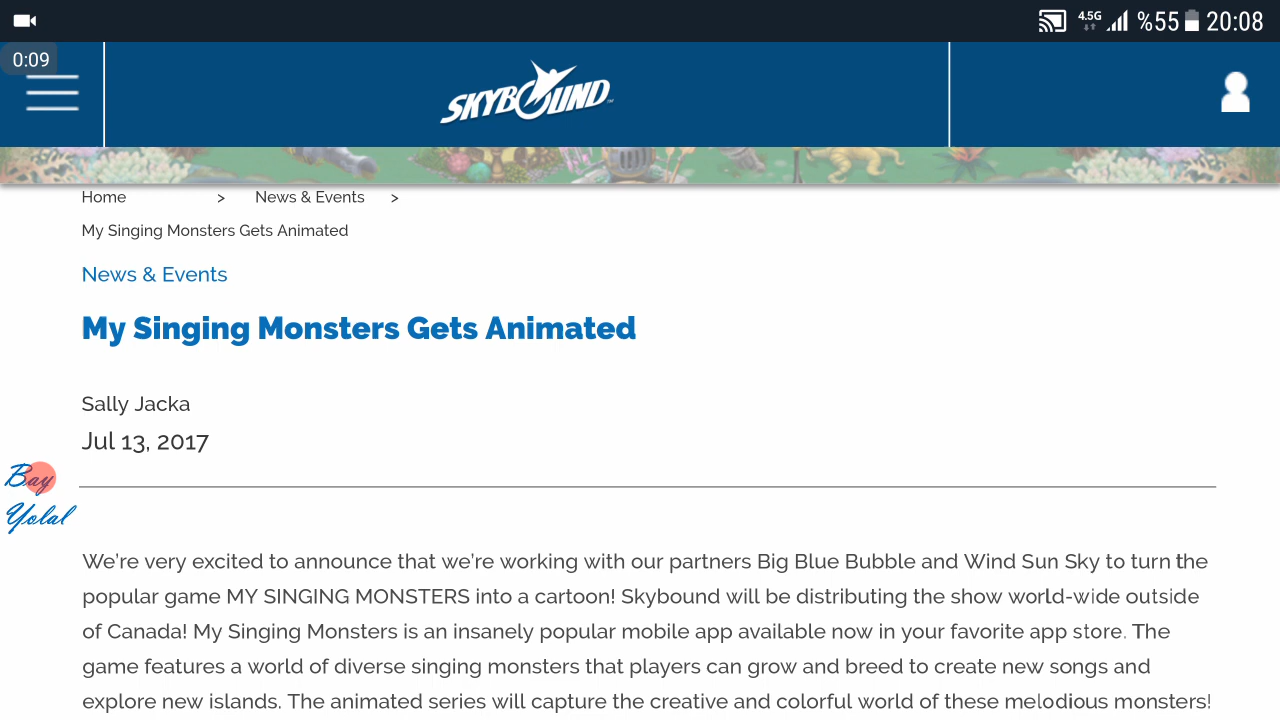 4.5G %55 20:08
0:09
SKYBOUND
Home > News & Events >
My Singing Monsters Gets Animated
News & Events
My Singing Monsters Gets Animated
Sally Jacka
Jul 13, 2017
Bay
Yolal
We're very excited to announce that we're working with our partners Big Blue Bubble and Wind Sun Sky to turn the
popular game MY SINGING MONSTERS into a cartoon! Skybound will be distributing the show world-wide outside
of Canada! My Singing Monsters is an insanely popular mobile app available now in your favorite app store. The
game features a world of diverse singing monsters that players can grow and breed to create new songs and
explore new islands. The animated series will capture the creative and colorful world of these melodious monsters!